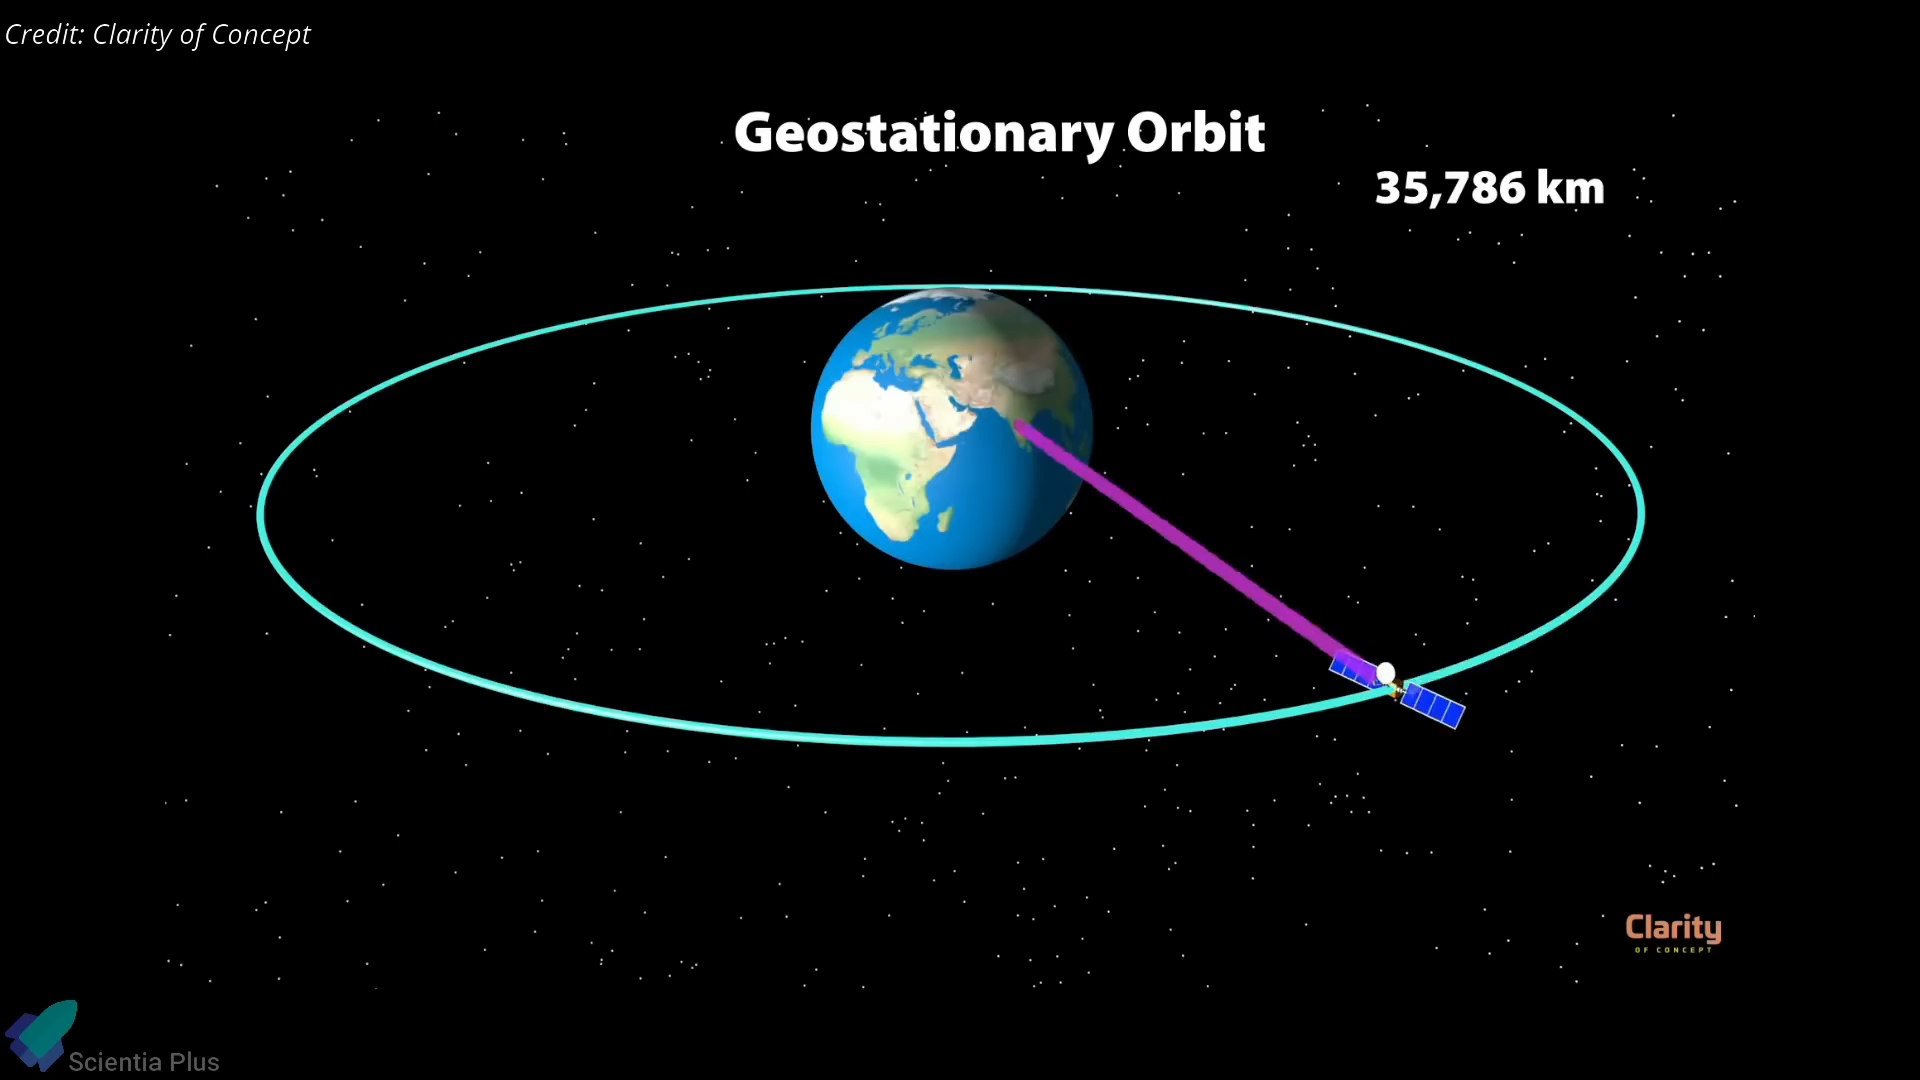 Credit: Clarity of Concept
Geostationary Orbit
35,786 km
Clarity
OF CONCEPT
Scientia Plus